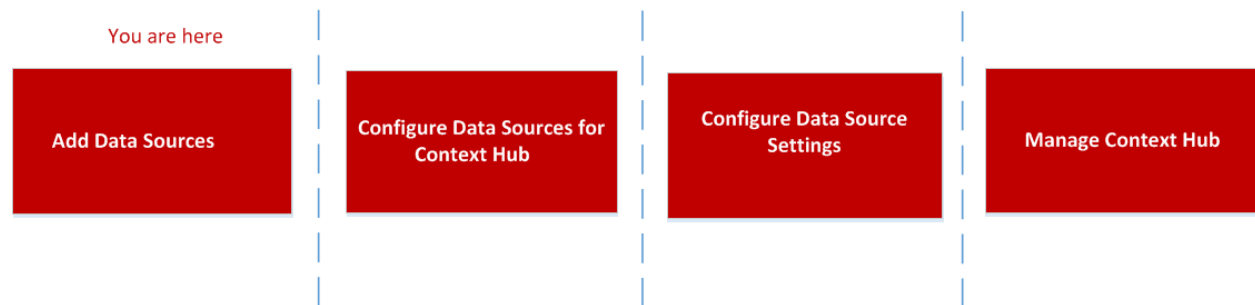 You are here
Add Data Sources
Configure Data Sources for
Context Hub
Configure Data Source
Settings
Manage Context Hub